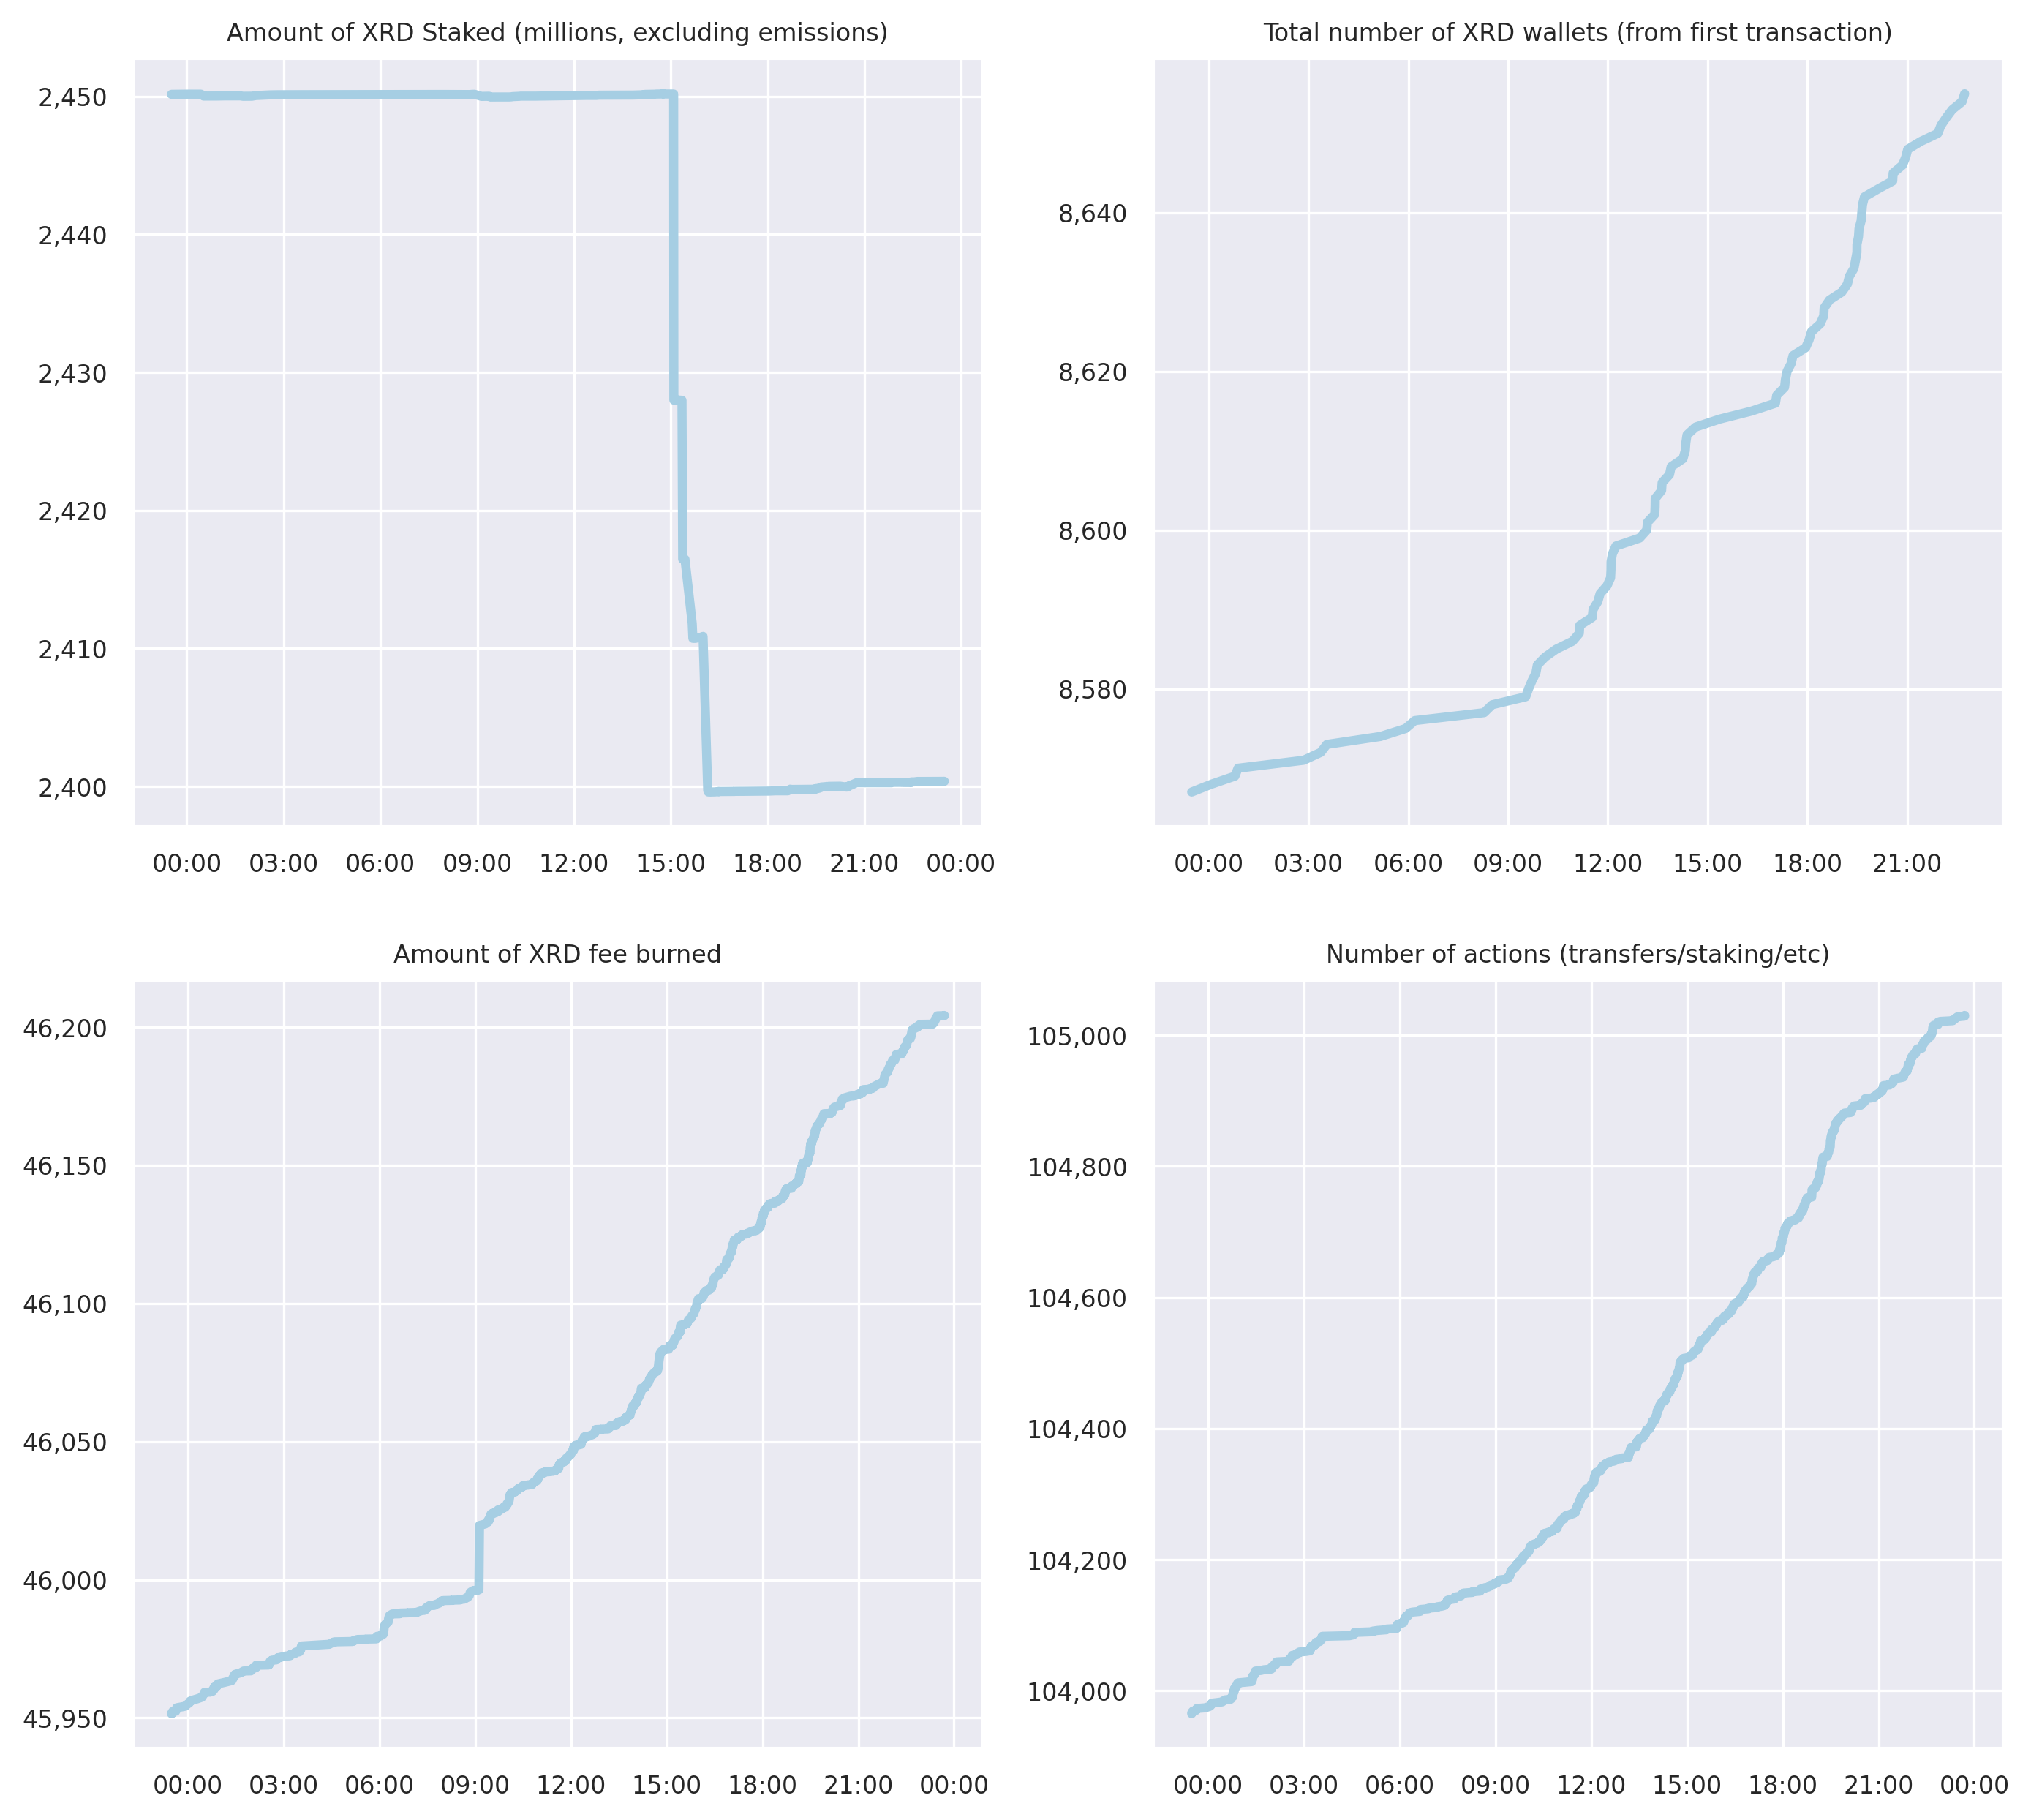 Amount of XRD Staked (millions, excluding emissions)
2,450
2,440
2,430
2,420
2,410
2,400
00:00 03:00 06:00 09:00 12:00 15:00 18:00 21:00 00:00
Total number of XRD wallets (from first transaction)
8,640
8,620
8,600
8,580
00:00 03:00 06:00 09:00 12:00 15:00 18:00 21:00
Amount of XRD fee burned
46,200
46,150
46,100
46,050
46,000
45,950
00:00 03:00 06:00 09:00 12:00 15:00 18:00 21:00 00:00
Number of actions (transfers/staking/etc)
105,000
104,800
104,600
104,400
104,200
104,000
00:00 03:00 06:00 09:00 12:00 15:00 18:00 21:00 00:00